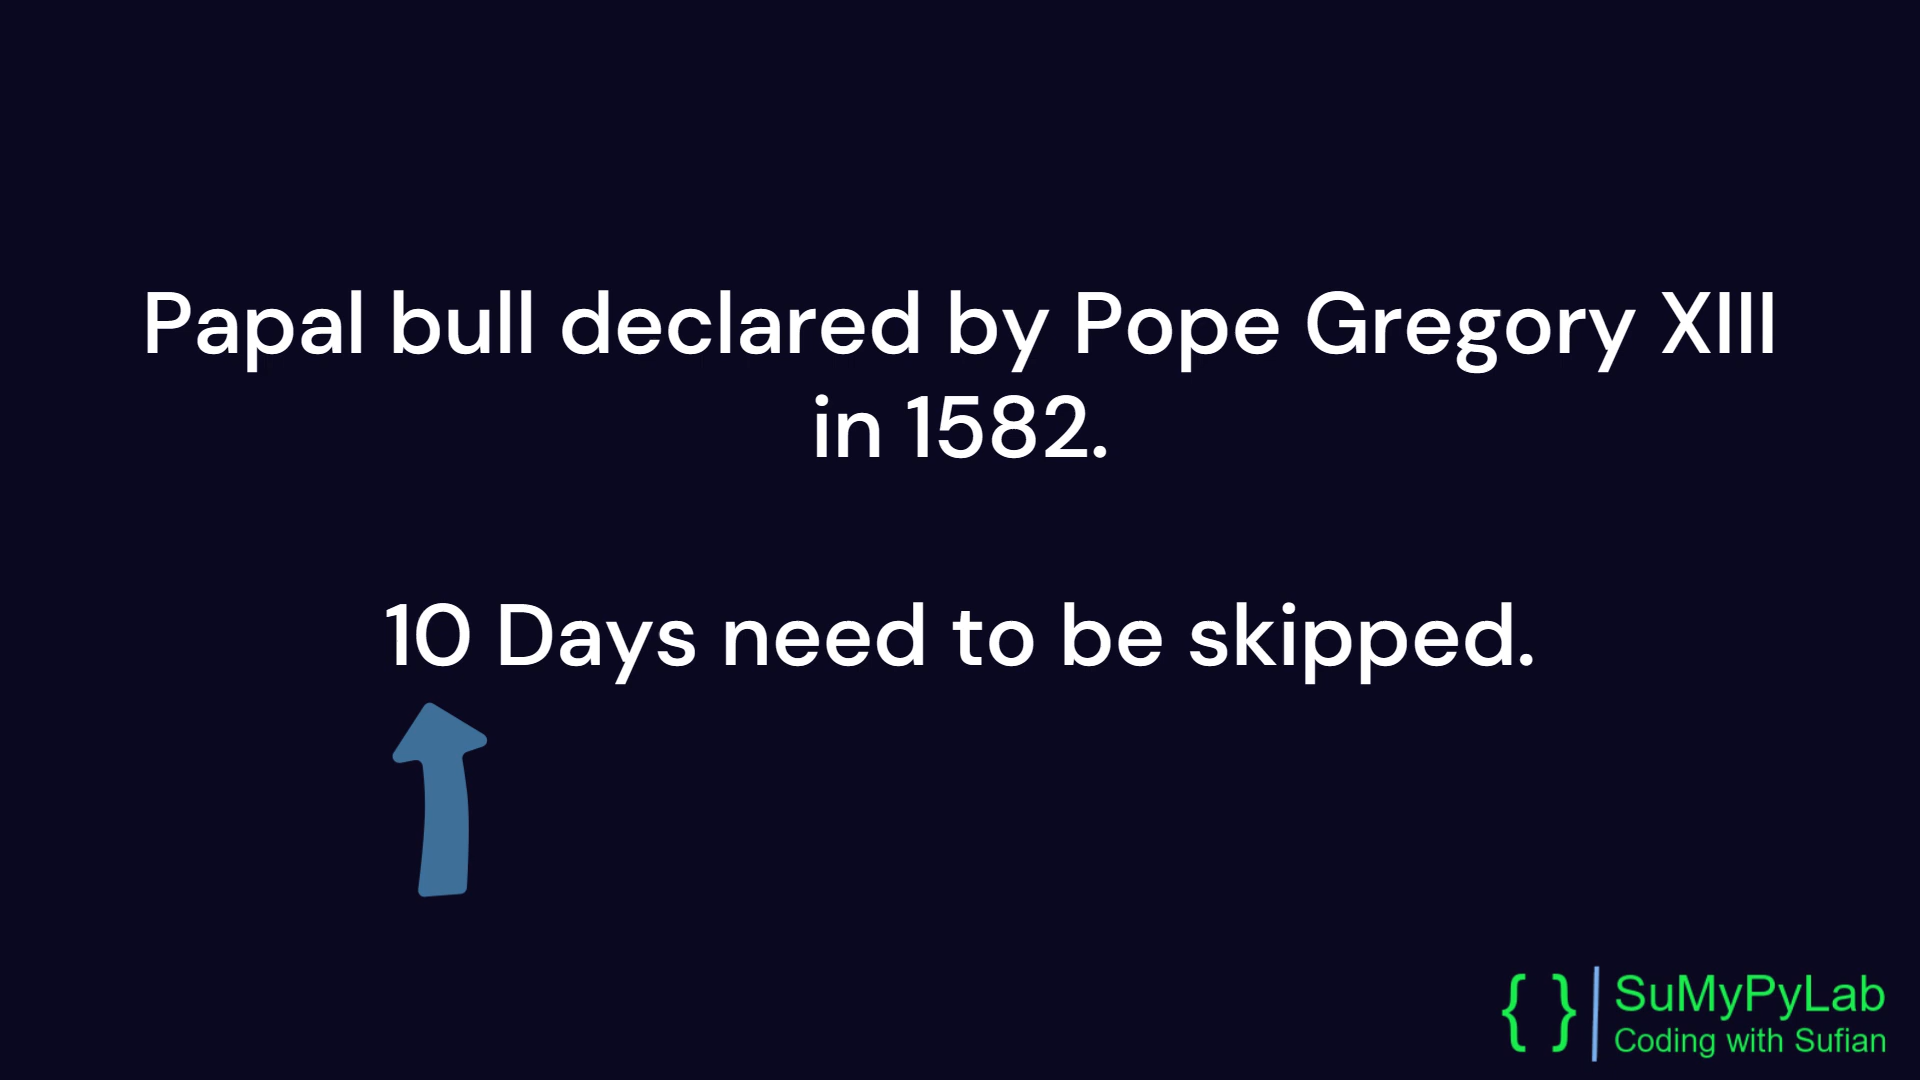 Papal bull declared by Pope Gregory XIII
in 1582.
10 Days need to be skipped.
{ } SuMyPyLab
Coding with Sufian